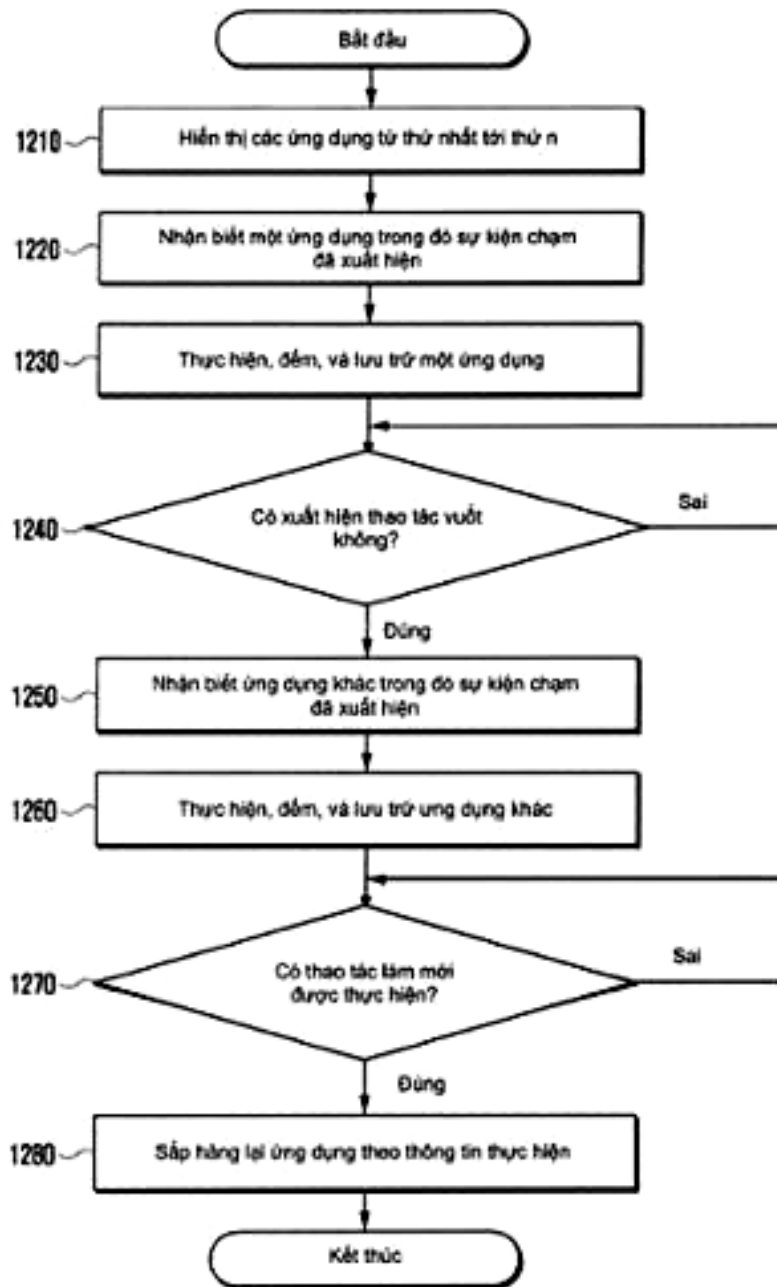 Bắt đầu
1210
Hiển thị các ứng dụng từ thứ nhất tới thứ n
1220
Nhận biết một ứng dụng trong đó sự kiện chạm
đã xuất hiện
1230
Thực hiện, đếm, và lưu trữ một ứng dụng
1240
Có xuất hiện thao tác vuốt
không?
Sai
Đúng
1250
Nhận biết ứng dụng khác trong đó sự kiện chạm
đã xuất hiện
1260
Thực hiện, đếm, và lưu trữ ưng dụng khác
1270
Có thao tác làm mới
được thực hiện?
Sai
Đúng
1280
Sắp hàng lại ứng dụng theo thông tin thực hiện
Kết thúc